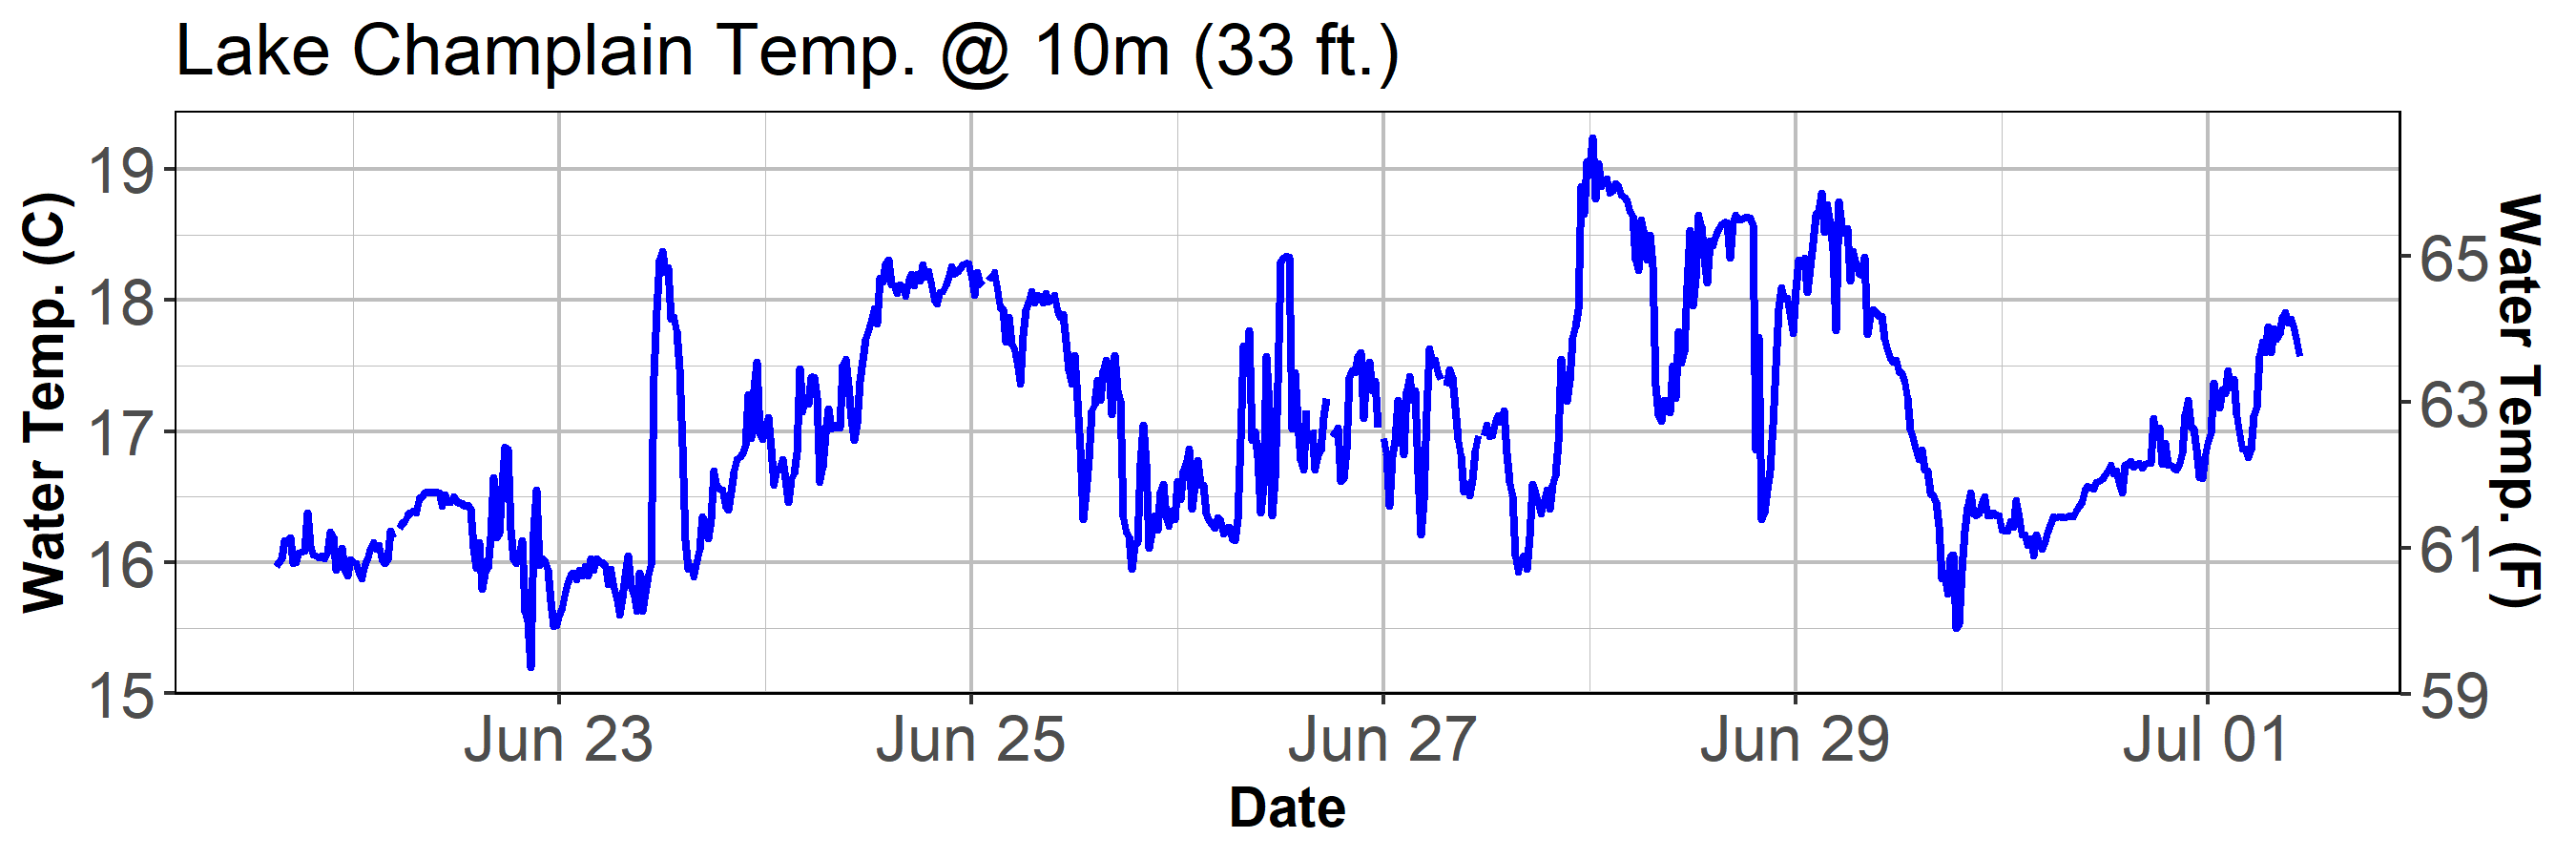 Lake Champlain Temp. @ 10m (33 ft.)
Water Temp. (C)
19
18
17
16
15
65
63
61
59
Water Temp. (F)
Jun 23
Jun 25
Jun 27
Jun 29
Jul 01
Date